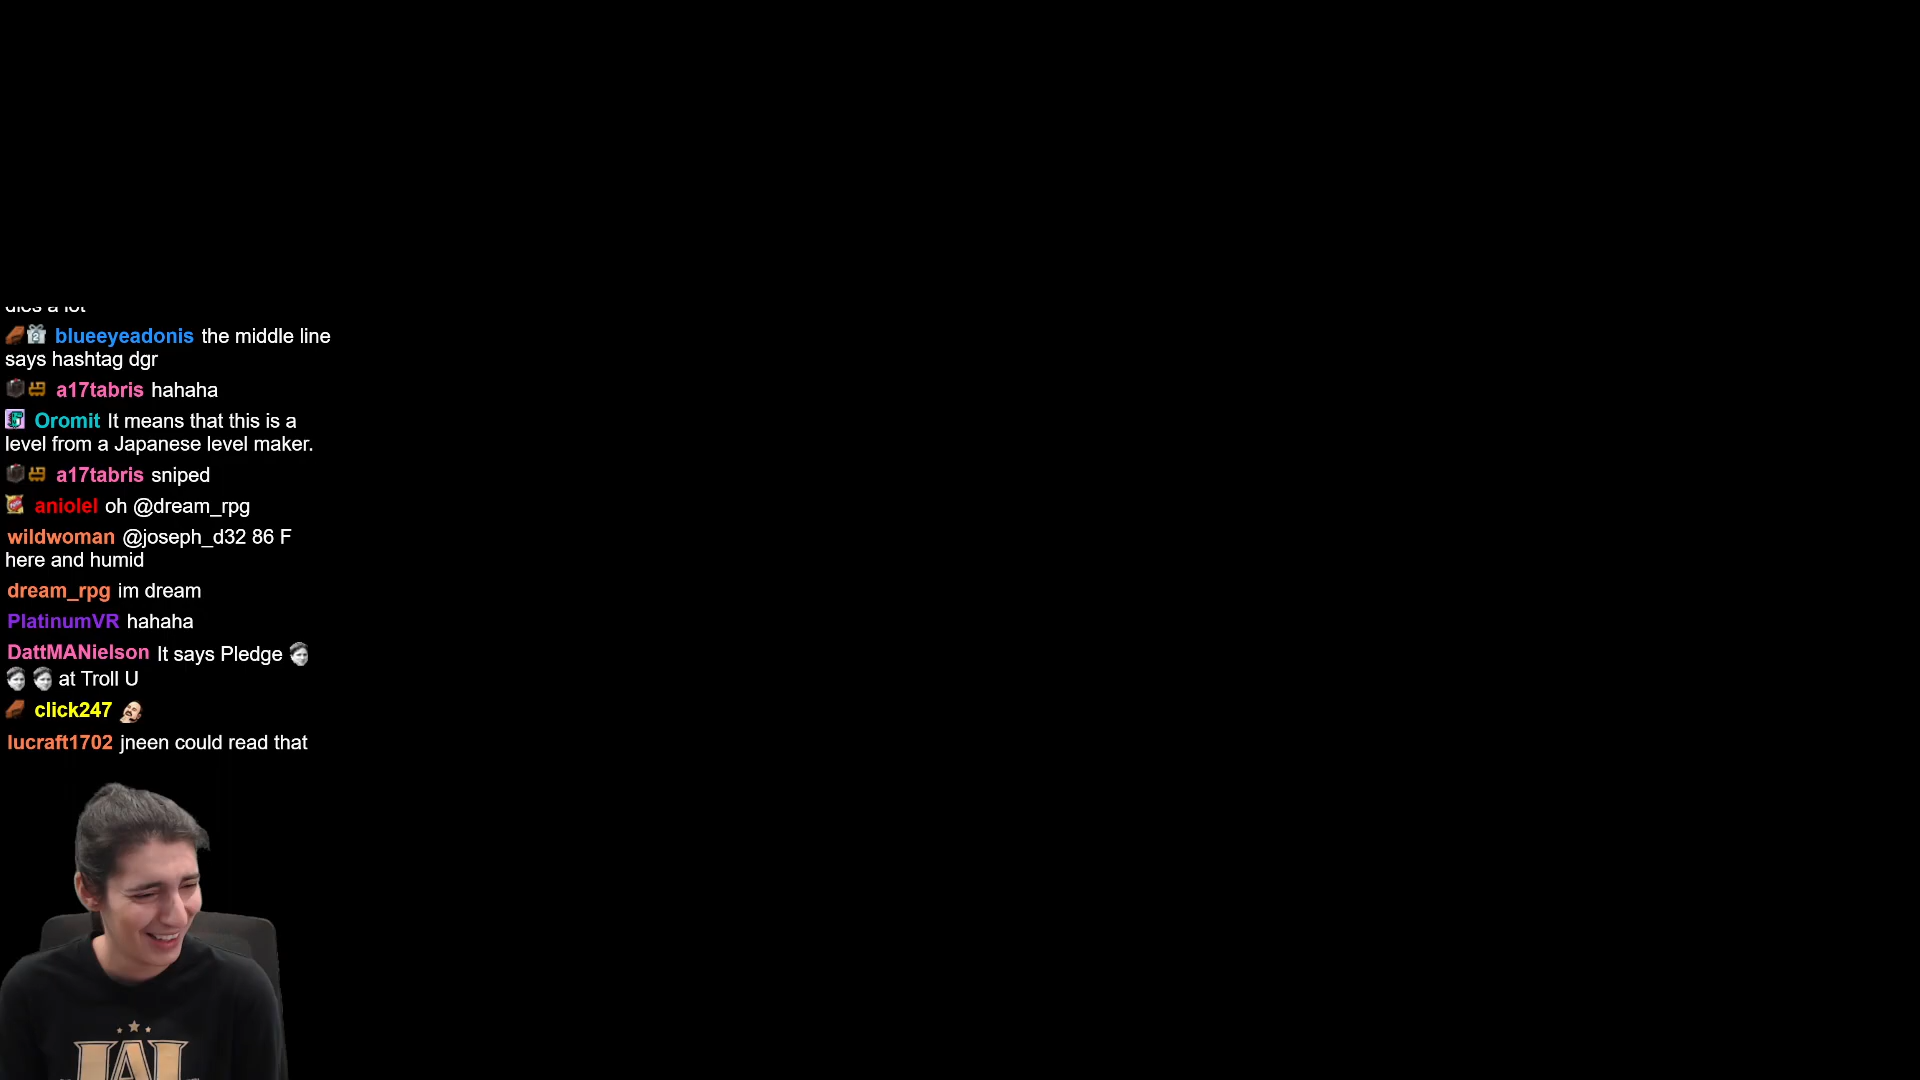 dies a lot
blueeyeadonis the middle line
says hashtag dgr
a17tabris hahaha
Oromit It means that this is a
level from a Japanese level maker.
a17tabris sniped
aniolel oh @dream_rpg
wildwoman @joseph_d32 86 F
here and humid
dream_rpg im dream
PlatinumVR hahaha
DattMANielson It says Pledge
at Troll U
click247
lucraft1702 jneen could read that